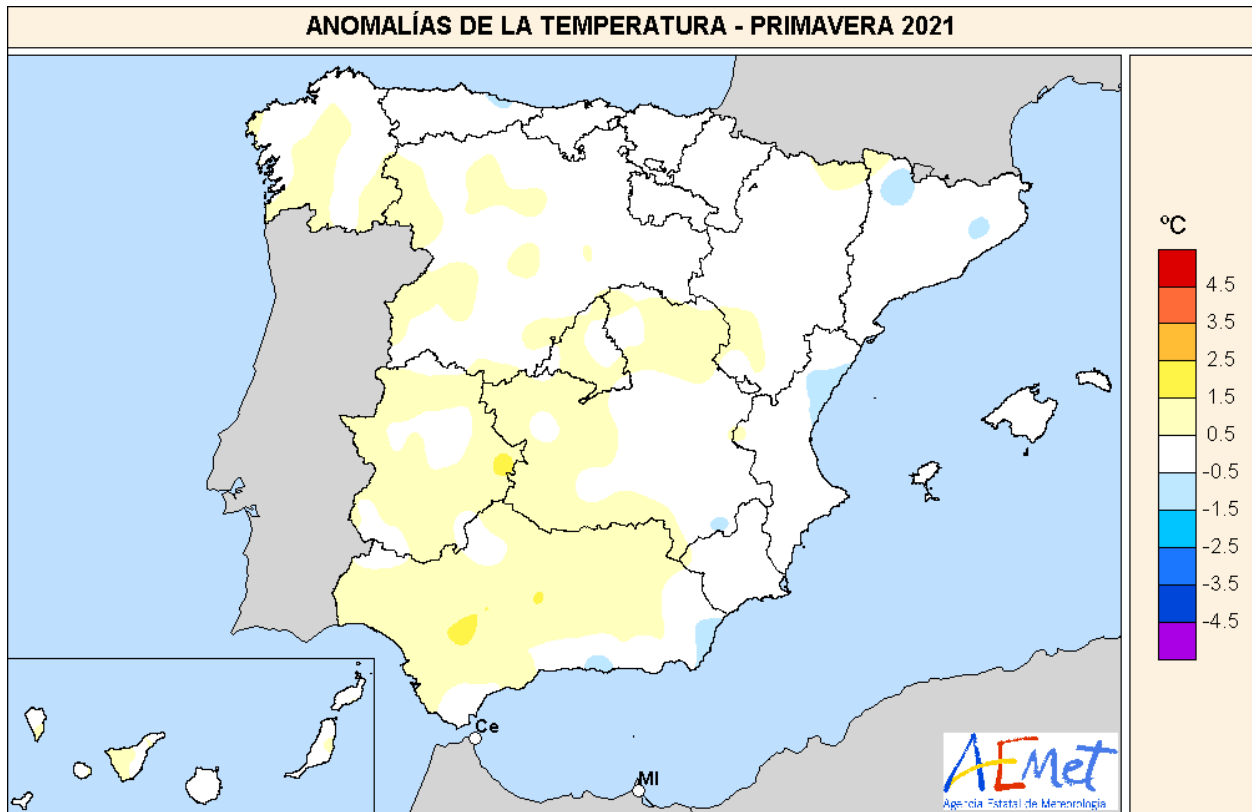 ANOMALÍAS DE LA TEMPERATURA - PRIMAVERA 2021
ºC
4.5
3.5
2.5
1.5
0.5
-0.5
-1.5
-2.5
-3.5
-4.5
Ce
Ml
AEMet
Agencia Estatal de Meteorología